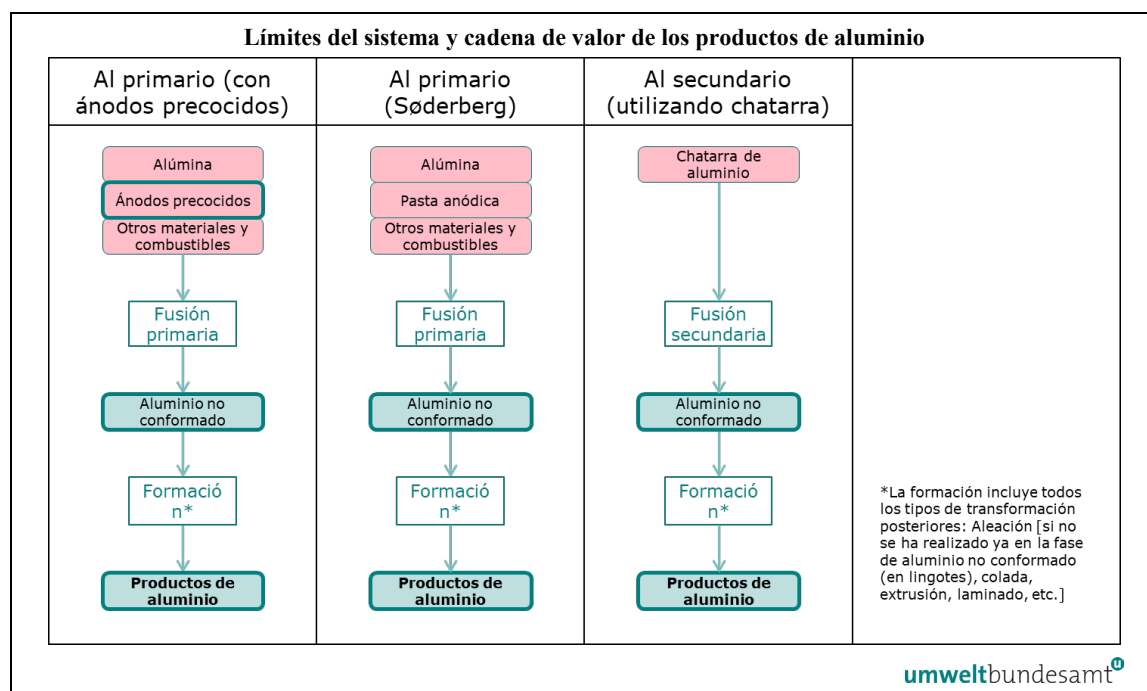 Límites del sistema y cadena de valor de los productos de aluminio
Al primario (con
ánodos precocidos)
Alúmina
Ánodos precocidos
Otros materiales y
combustibles
Fusión
primaria
Aluminio no
conformado
Formació
n*
Productos de
aluminio
Al primario
(Søderberg)
Alúmina
Pasta anódica
Otros materiales y
combustibles
Fusión
primaria
Aluminio no
conformado
Formació
n*
Productos de
aluminio
Al secundario
(utilizando chatarra)
Chatarra de
aluminio
Fusión
secundaria
Aluminio no
conformado
Formació
n*
Productos de
aluminio
*La formación incluye todos
los tipos de transformación
posteriores: Aleación [si no
se ha realizado ya en la fase
de aluminio no conformado
(en lingotes), colada,
extrusión, laminado, etc.]
umweltbundesamt
u